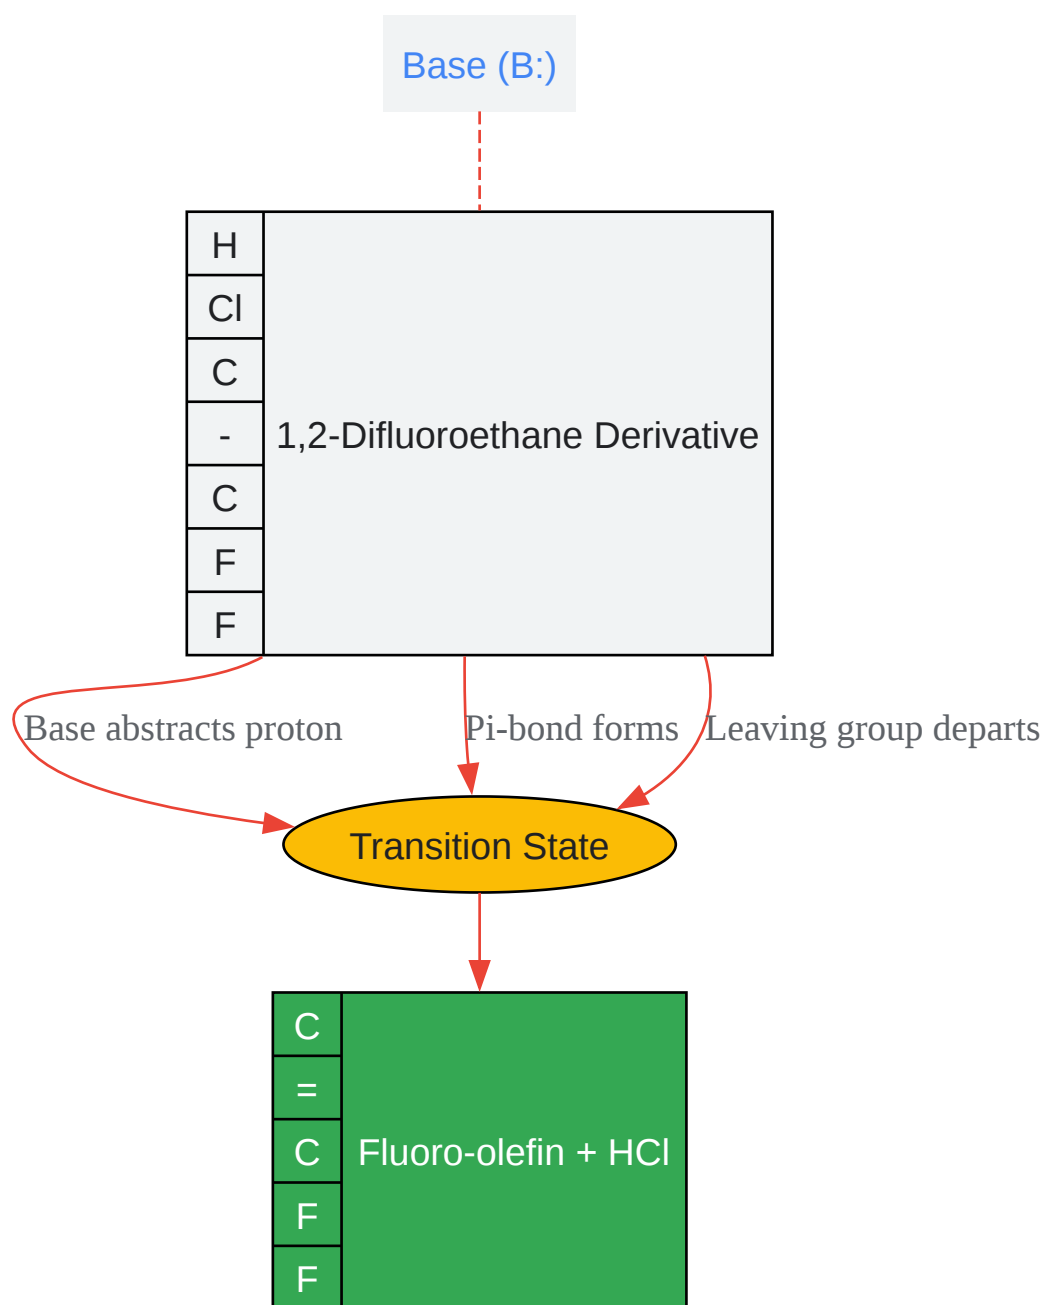 Base (B:)
H
Cl
C
-
C
F
F
1,2-Difluoroethane Derivative
Base abstracts proton
Pi-bond forms
Leaving group departs
Transition State
C
=
C
F
F
Fluoro-olefin + HCl